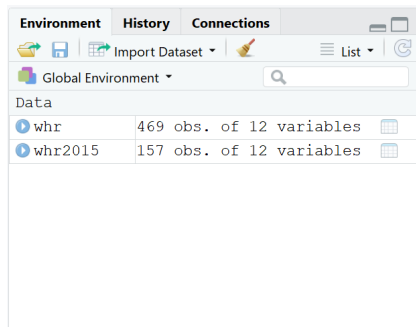 Environment History Connections
Import Dataset List
Global Environment
Data
whr 469 obs. of 12 variables
whr2015 157 obs. of 12 variables